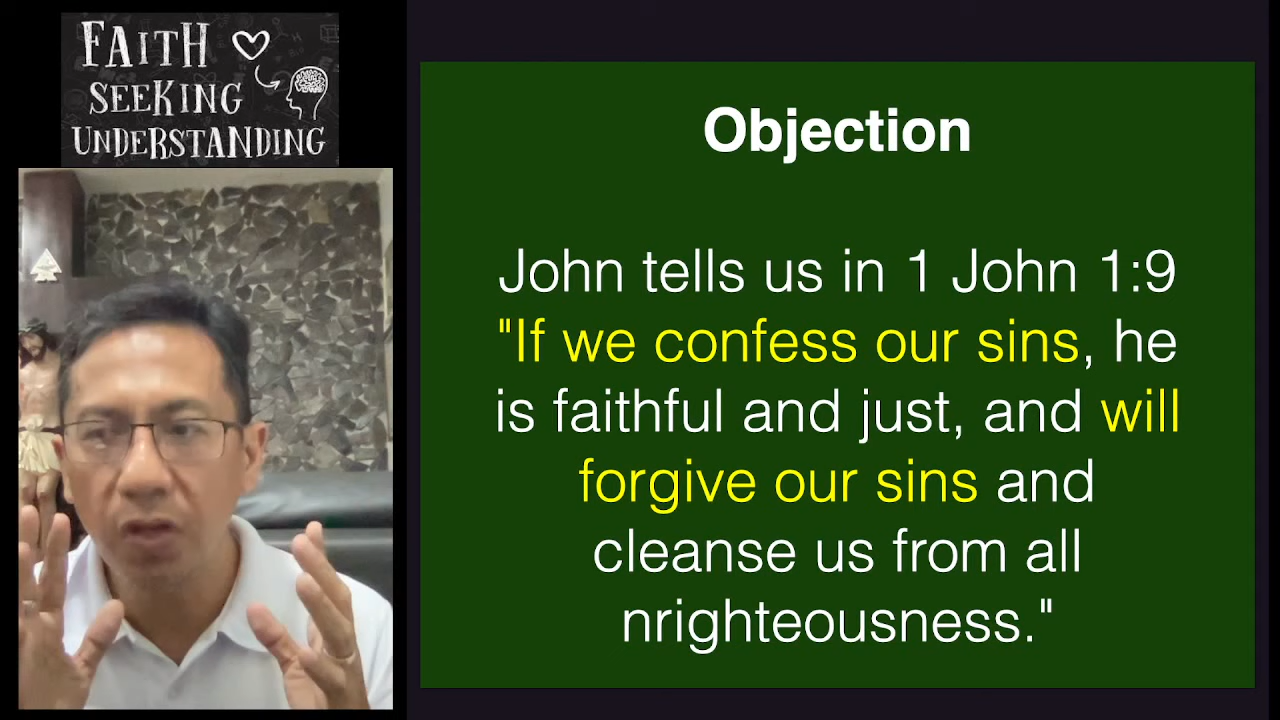 FAITH
SEEKING
UNDERSTANDING
Objection
John tells us in 1 John 1:9
"If we confess our sins, he
is faithful and just, and will
forgive our sins and
cleanse us from all
nrighteousness."